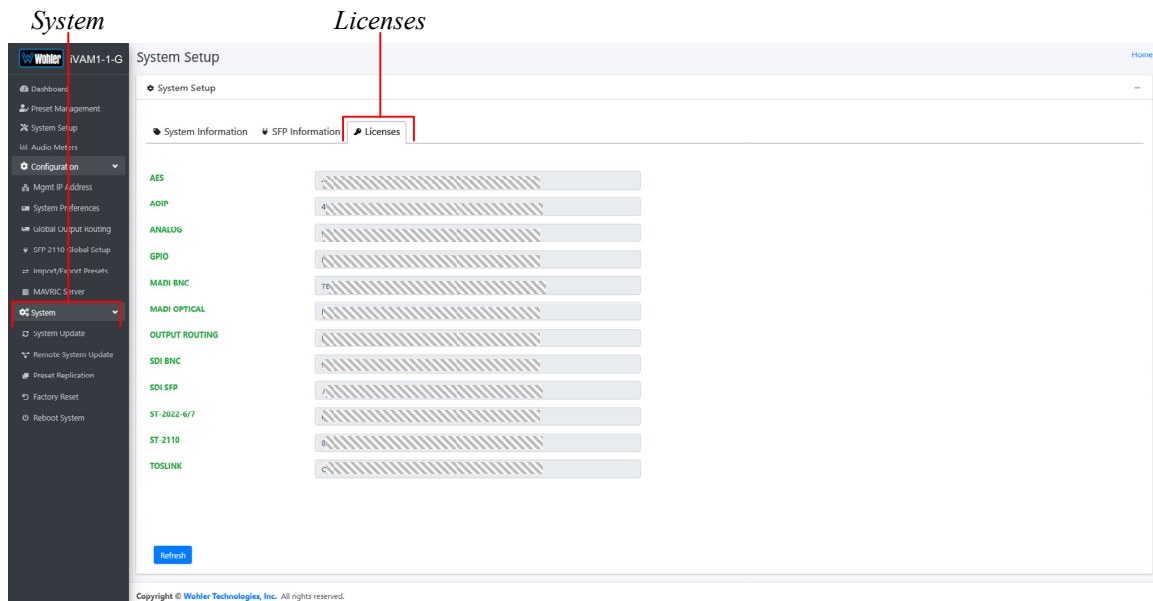 System Licenses
Wohler iVAM1-1-G System Setup Home
Dashboard
Preset Management
System Setup
Audio Meters
Configuration
Mgmt IP Address
System Preferences
Global Output Routing
SFP 2110 Global Setup
Import/Export Presets
MAVRIC Server
System
System Update
Remote System Update
Preset Replication
Factory Reset
Reboot System
System Setup
System Information SFP Information Licenses
AES
AOIP
ANALOG
GPIO
MADI BNC
MADI OPTICAL
OUTPUT ROUTING
SDI BNC
SDI SFP
ST-2022-6/7
ST-2110
TOSLINK
Refresh
Copyright © Wohler Technologies, Inc. All rights reserved.